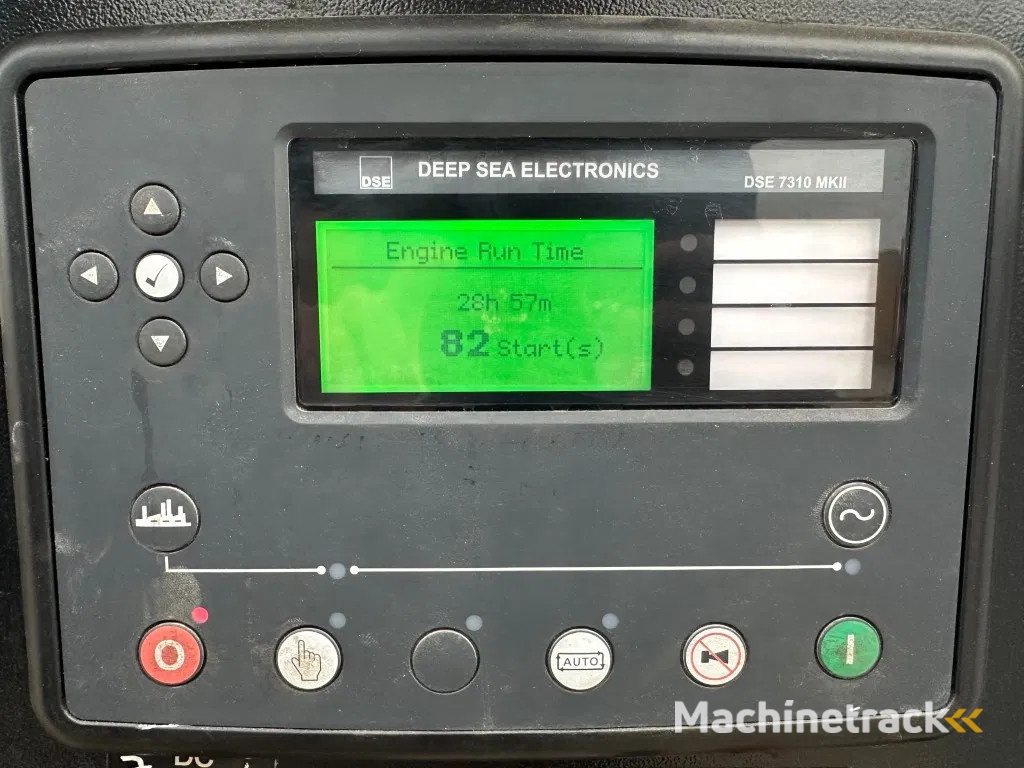 DSE
DEEP SEA ELECTRONICS
DSE 7310 MKII
Engine Run Time
28h 57m
82 Start(s)
O
AUTO
I
Machinetrack